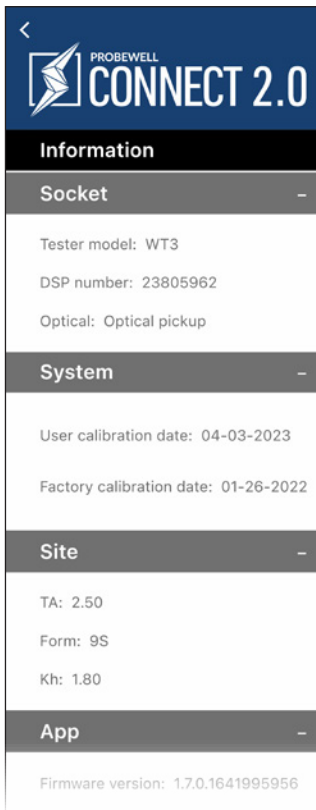 <
PROBEWELL
CONNECT 2.0
Information
Socket –
Tester model: WT3
DSP number: 23805962
Optical: Optical pickup
System –
User calibration date: 04-03-2023
Factory calibration date: 01-26-2022
Site –
TA: 2.50
Form: 9S
Kh: 1.80
App –
Firmware version: 1.7.0.1641995956